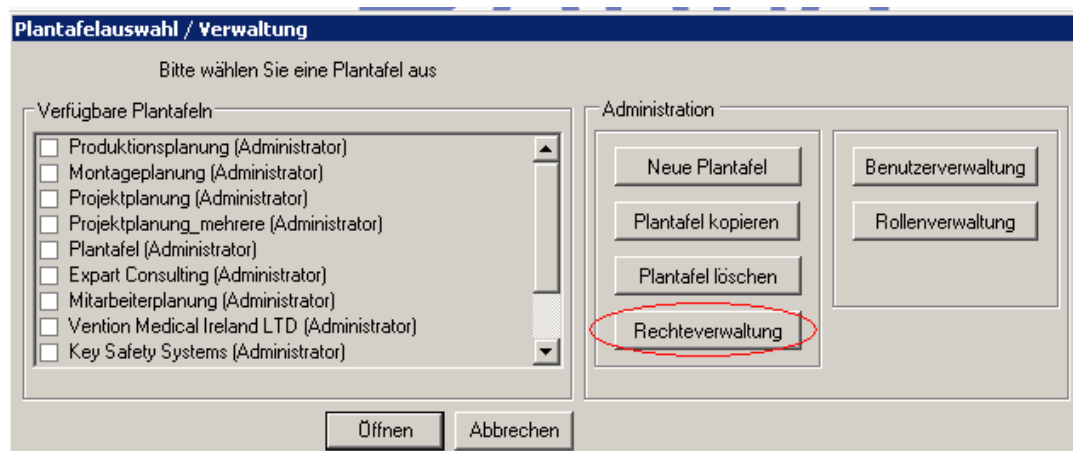 Plantafelauswahl / Verwaltung
Bitte wählen Sie eine Plantafel aus
Verfügbare Plantafeln
Produktionsplanung (Administrator)
Montageplanung (Administrator)
Projektplanung (Administrator)
Projektplanung_mehrere (Administrator)
Plantafel (Administrator)
Expart Consulting (Administrator)
Mitarbeiterplanung (Administrator)
Vention Medical Ireland LTD (Administrator)
Key Safety Systems (Administrator)
Öffnen
Abbrechen
Administration
Neue Plantafel
Plantafel kopieren
Plantafel löschen
Rechteverwaltung
Benutzerverwaltung
Rollenverwaltung